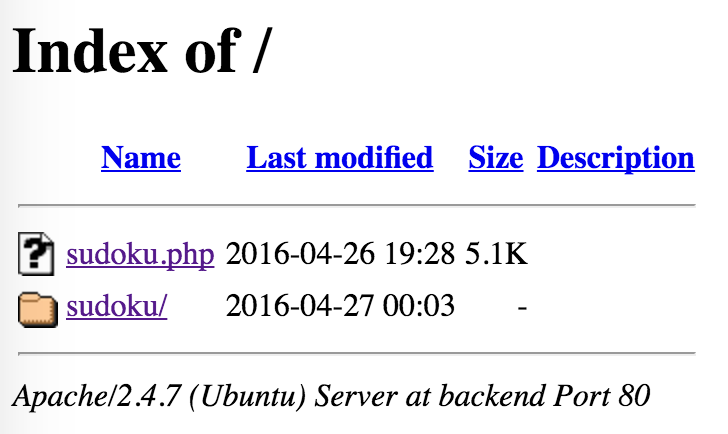 Index of /
Name Last modified Size Description
sudoku.php 2016-04-26 19:28 5.1K
sudoku/ 2016-04-27 00:03 -
Apache/2.4.7 (Ubuntu) Server at backend Port 80